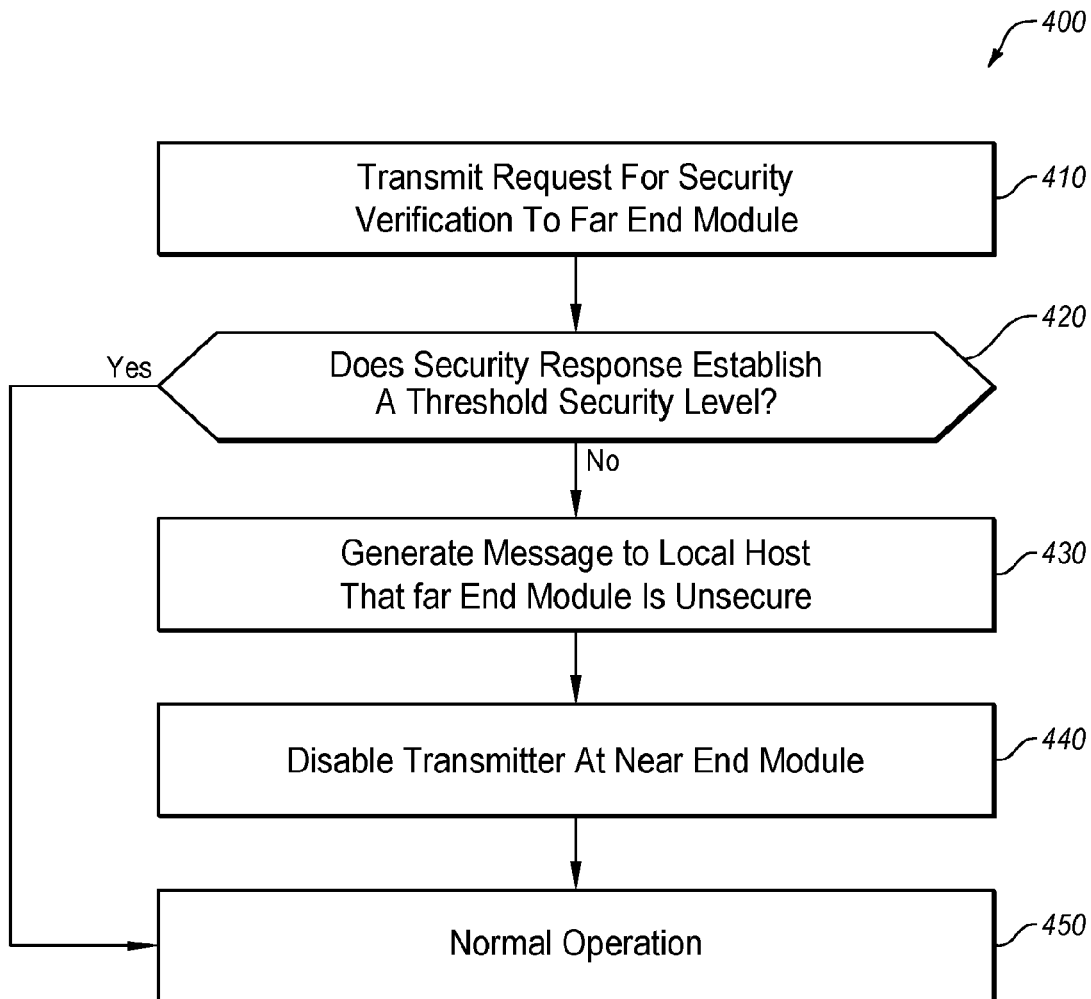 400
Transmit Request For Security
Verification To Far End Module
410
Does Security Response Establish
A Threshold Security Level?
420
Yes
No
Generate Message to Local Host
That far End Module Is Unsecure
430
Disable Transmitter At Near End Module
440
Normal Operation
450